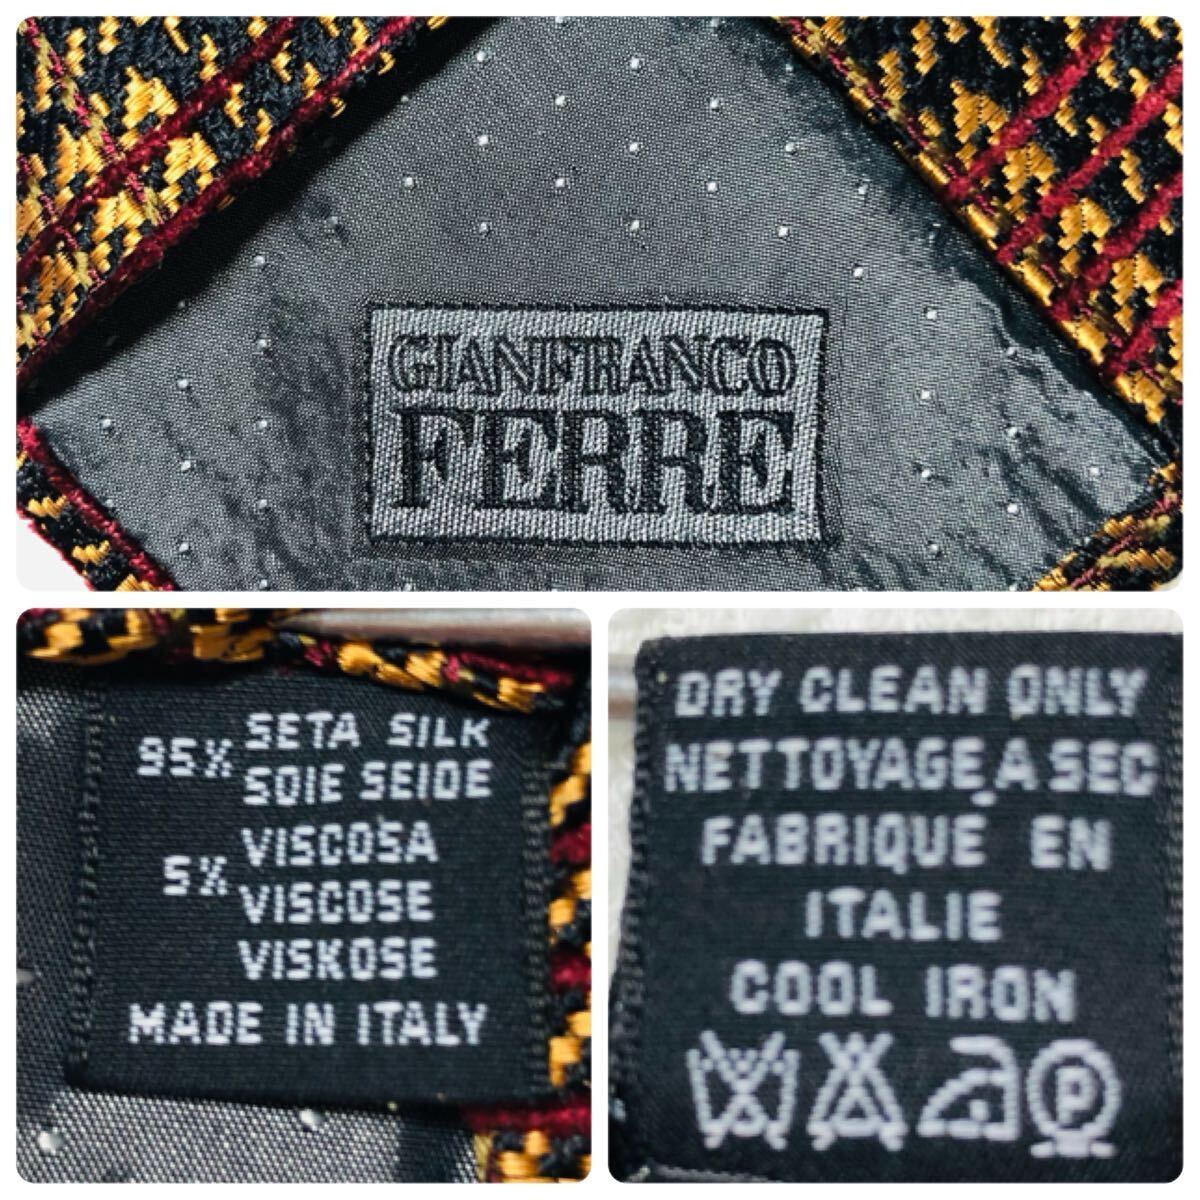 GIANFRANCO
FERRE
95% SETA SILK
SOIE SEIDE
5% VISCOSA
VISCOSE
VISKOSE
MADE IN ITALY
DRY CLEAN ONLY
NETTOYAGE A SEC
FABRIQUE EN
ITALIE
COOL IRON
P